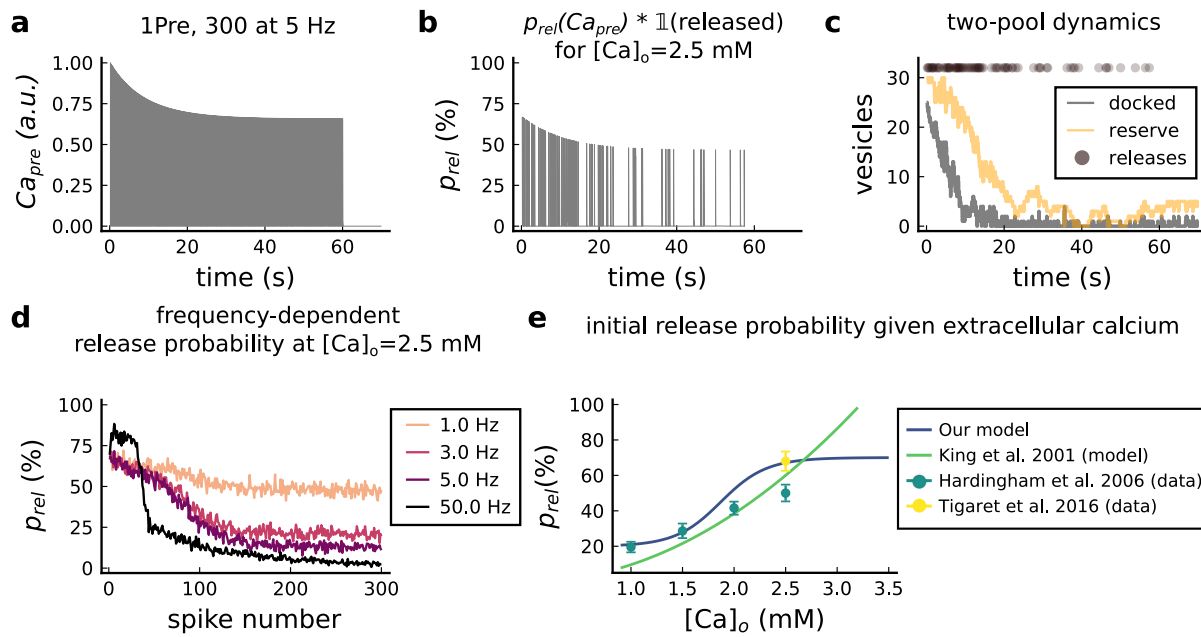 a
1Pre, 300 at 5 Hz
Ca_pre (a.u.)
1.00
0.75
0.50
0.25
0.00
0
20
40
60
time (s)
b
p_rel(Ca_pre) * 𝟙(released)
for [Ca]ₒ=2.5 mM
p_rel (%)
100
75
50
25
0
0
20
40
60
time (s)
c
two-pool dynamics
vesicles
30
20
10
0
docked
reserve
releases
0
20
40
60
time (s)
d
frequency-dependent
release probability at [Ca]ₒ=2.5 mM
p_rel (%)
100
75
50
25
0
0
100
200
300
spike number
1.0 Hz
3.0 Hz
5.0 Hz
50.0 Hz
e
initial release probability given extracellular calcium
p_rel(%)
100
80
60
40
20
1.0
1.5
2.0
2.5
3.0
3.5
[Ca]ₒ (mM)
Our model
King et al. 2001 (model)
Hardingham et al. 2006 (data)
Tigaret et al. 2016 (data)